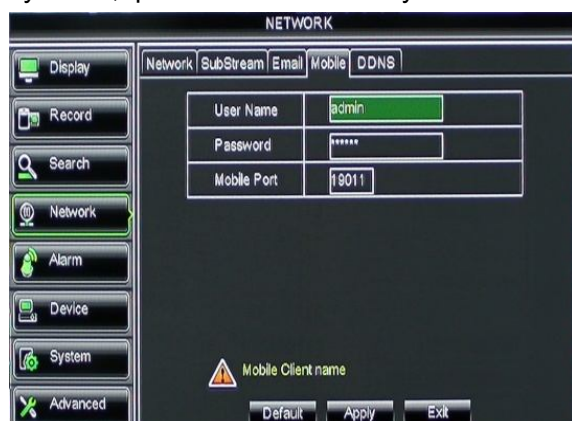 NETWORK
Display
Record
Search
Network
Alarm
Device
System
Advanced
Network SubStream Email Mobile DDNS
User Name admin
Password ******
Mobile Port 19011
Mobile Client name
Default Apply Exit